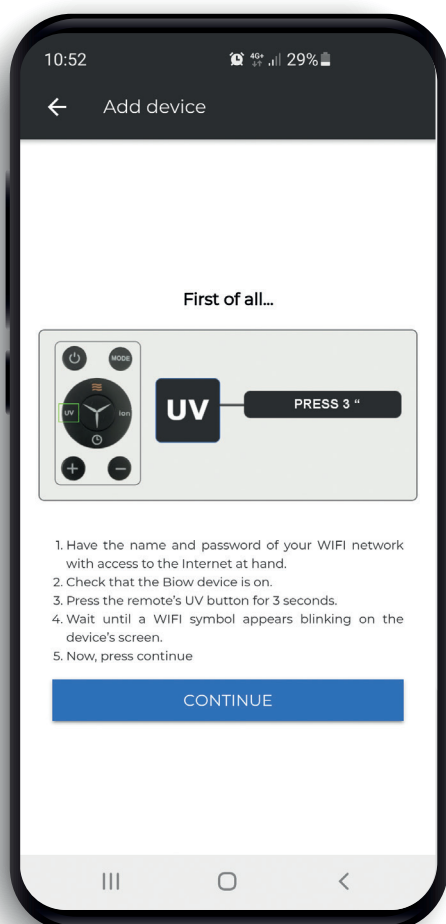 10:52
4G+ 29%
Add device
First of all...
MODE
UV
Ion
UV
PRESS 3 “
1. Have the name and password of your WIFI network
with access to the Internet at hand.
2. Check that the Biow device is on.
3. Press the remote's UV button for 3 seconds.
4. Wait until a WIFI symbol appears blinking on the
device's screen.
5. Now, press continue
CONTINUE